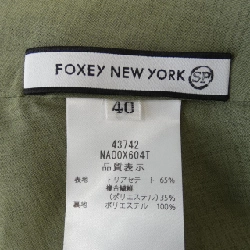 FOXEY NEW YORK SP
40
43742
NADOX604T
品質表示
表地 トリアセテート 65%
複合繊維
(ポリエステル) 35%
裏地 ポリエステル 100%